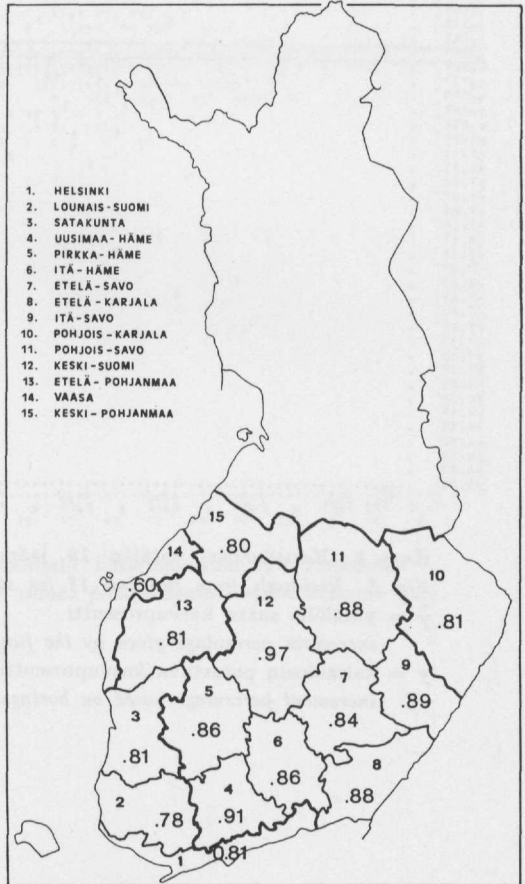 1. HELSINKI
2. LOUNAIS-SUOMI
3. SATAKUNTA
4. UUSIMAA-HÄME
5. PIRKKA-HÄME
6. ITÄ-HÄME
7. ETELÄ-SAVO
8. ETELÄ-KARJALA
9. ITÄ-SAVO
10. POHJOIS-KARJALA
11. POHJOIS-SAVO
12. KESKI-SUOMI
13. ETELÄ-POHJANMAA
14. VAASA
15. KESKI-POHJANMAA
15
.80
14
.60
11
.88
10
.81
13
.81
12
.97
9
.89
7
.84
5
.86
3
.81
6
.86
8
.88
2
.78
4
.91
1
0.81